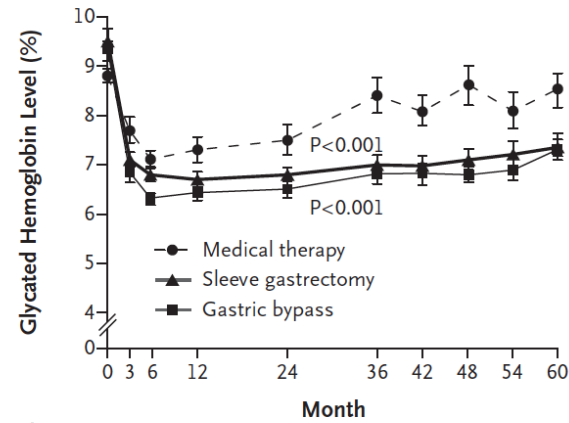 Glycated Hemoglobin Level (%)
10
9
8
7
6
5
4
0
P<0.001
P<0.001
Medical therapy
Sleeve gastrectomy
Gastric bypass
0 3 6 12 24 36 42 48 54 60
Month